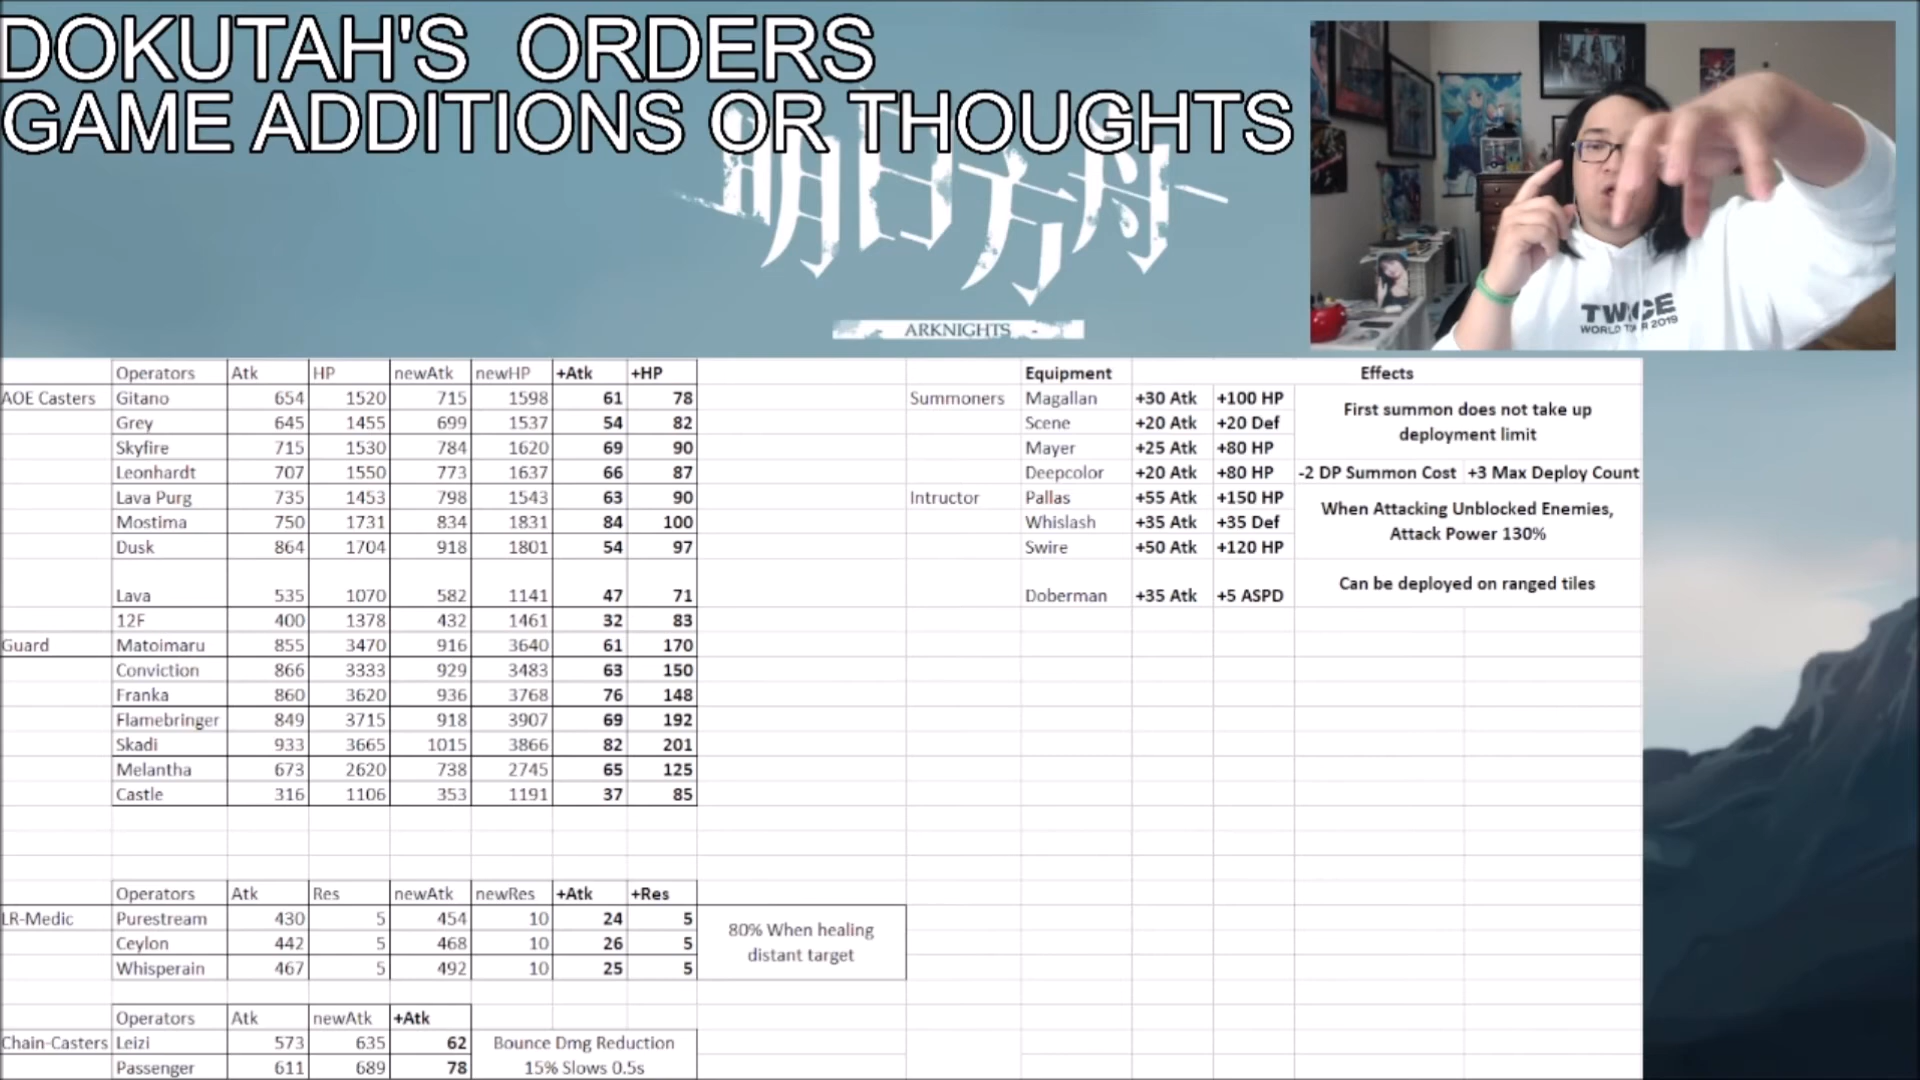 DOKUTAH'S ORDERS
GAME ADDITIONS OR THOUGHTS
明日方舟
ARKNIGHTS
TWICE
WORLD TOUR 2019
Operators Atk HP newAtk newHP +Atk +HP
AOE Casters Gitano 654 1520 715 1598 61 78
Grey 645 1455 699 1537 54 82
Skyfire 715 1530 784 1620 69 90
Leonhardt 707 1550 773 1637 66 87
Lava Purg 735 1453 798 1543 63 90
Mostima 750 1731 834 1831 84 100
Dusk 864 1704 918 1801 54 97
Lava 535 1070 582 1141 47 71
12F 400 1378 432 1461 32 83
Guard Matoimaru 855 3470 916 3640 61 170
Conviction 866 3333 929 3483 63 150
Franka 860 3620 936 3768 76 148
Flamebringer 849 3715 918 3907 69 192
Skadi 933 3665 1015 3866 82 201
Melantha 673 2620 738 2745 65 125
Castle 316 1106 353 1191 37 85
Operators Atk Res newAtk newRes +Atk +Res
LR-Medic Purestream 430 5 454 10 24 5
Ceylon 442 5 468 10 26 5
Whisperain 467 5 492 10 25 5
80% When healing
distant target
Operators Atk newAtk +Atk
Chain-Casters Leizi 573 635 62
Passenger 611 689 78
Bounce Dmg Reduction
15% Slows 0.5s
Equipment Effects
Summoners Magallan +30 Atk +100 HP
Scene +20 Atk +20 Def
Mayer +25 Atk +80 HP
First summon does not take up
deployment limit
Deepcolor +20 Atk +80 HP -2 DP Summon Cost +3 Max Deploy Count
Intructor Pallas +55 Atk +150 HP
Whislash +35 Atk +35 Def
Swire +50 Atk +120 HP
When Attacking Unblocked Enemies,
Attack Power 130%
Doberman +35 Atk +5 ASPD
Can be deployed on ranged tiles